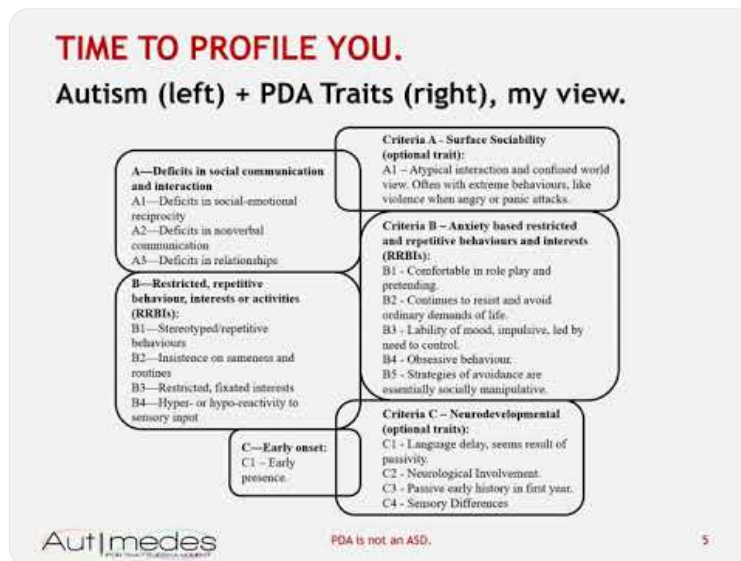 TIME TO PROFILE YOU.
Autism (left) + PDA Traits (right), my view.
A—Deficits in social communication
and interaction
A1—Deficits in social-emotional
reciprocity
A2—Deficits in nonverbal
communication
A3—Deficits in relationships
B—Restricted, repetitive
behaviour, interests or activities
(RRBIs):
B1—Stereotyped/repetitive
behaviours
B2—Insistence on sameness and
routines
B3—Restricted, fixated interests
B4—Hyper- or hypo-reactivity to
sensory input
C—Early onset:
C1 – Early
presence.
Criteria A - Surface Sociability
(optional trait):
A1 – Atypical interaction and confined world
view. Often with extreme behaviours, like
violence when angry or panic attacks.
Criteria B – Anxiety based restricted
and repetitive behaviours and interests
(RRBIs):
B1 - Comfortable in role play and
pretending.
B2 - Continues to resist and avoid
ordinary demands of life.
B3 - Lability of mood, impulsive, led by
need to control.
B4 - Obsessive behaviour.
B5 - Strategies of avoidance are
essentially socially manipulative.
Criteria C – Neurodevelopmental
(optional traits):
C1 - Language delay, seems result of
passivity.
C2 - Neurological Involvement.
C3 - Passive early history in first year.
C4 - Sensory Differences
Aut|medes
PDA is not an ASD.
5